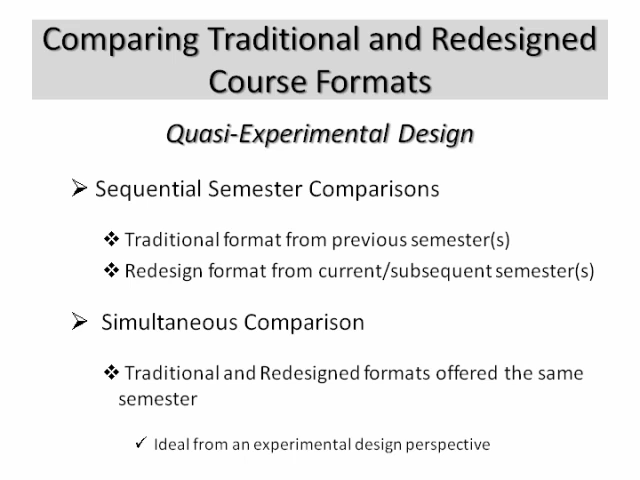 Comparing Traditional and Redesigned
Course Formats
Quasi-Experimental Design
Sequential Semester Comparisons
Traditional format from previous semester(s)
Redesign format from current/subsequent semester(s)
Simultaneous Comparison
Traditional and Redesigned formats offered the same
semester
Ideal from an experimental design perspective